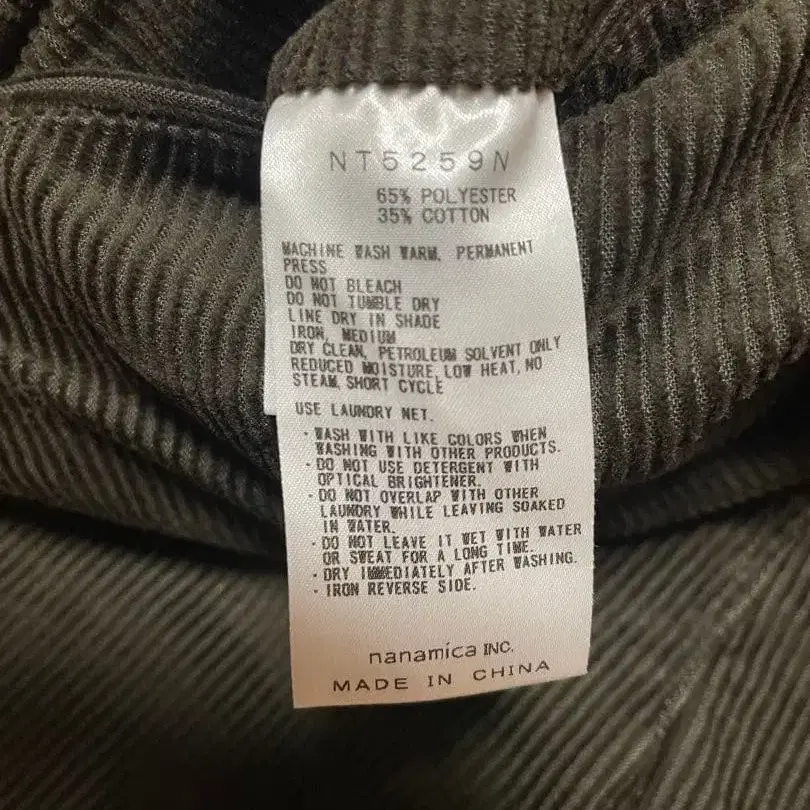 NT5259N
65% POLYESTER
35% COTTON
MACHINE WASH WARM, PERMANENT
PRESS
DO NOT BLEACH
DO NOT TUMBLE DRY
LINE DRY IN SHADE
IRON, MEDIUM
DRY CLEAN, PETROLEUM SOLVENT ONLY
REDUCED MOISTURE, LOW HEAT, NO
STEAM, SHORT CYCLE
USE LAUNDRY NET.
・WASH WITH LIKE COLORS WHEN
WASHING WITH OTHER PRODUCTS.
・DO NOT USE DETERGENT WITH
OPTICAL BRIGHTENER.
・DO NOT OVERLAP WITH OTHER
LAUNDRY WHILE LEAVING SOAKED
IN WATER.
・DO NOT LEAVE IT WET WITH WATER
OR SWEAT FOR A LONG TIME.
・DRY IMMEDIATELY AFTER WASHING.
・IRON REVERSE SIDE.
nanamica INC.
MADE IN CHINA